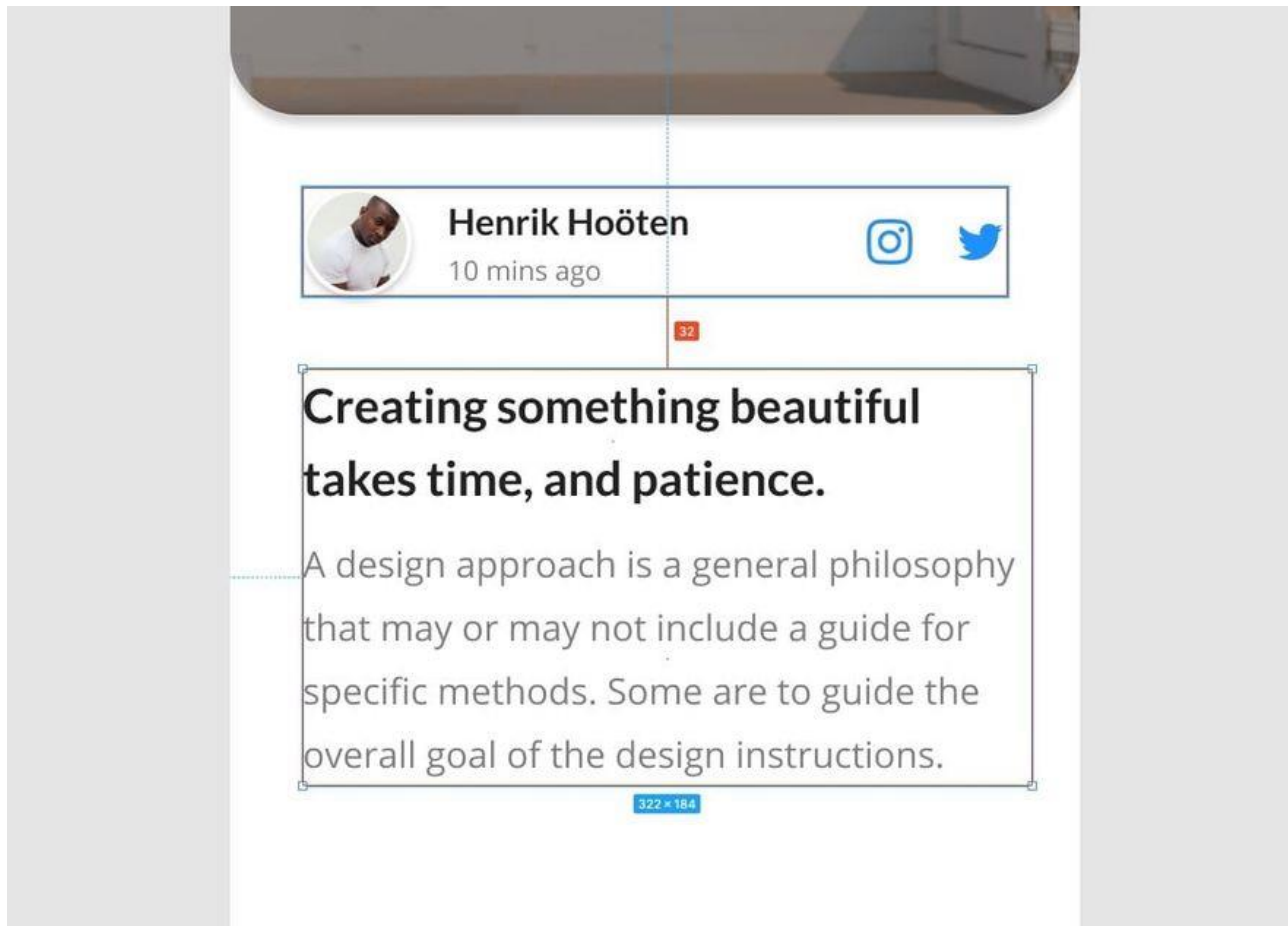 Henrik Hoöten
10 mins ago
32
Creating something beautiful
takes time, and patience.
A design approach is a general philosophy
that may or may not include a guide for
specific methods. Some are to guide the
overall goal of the design instructions.
322 × 184